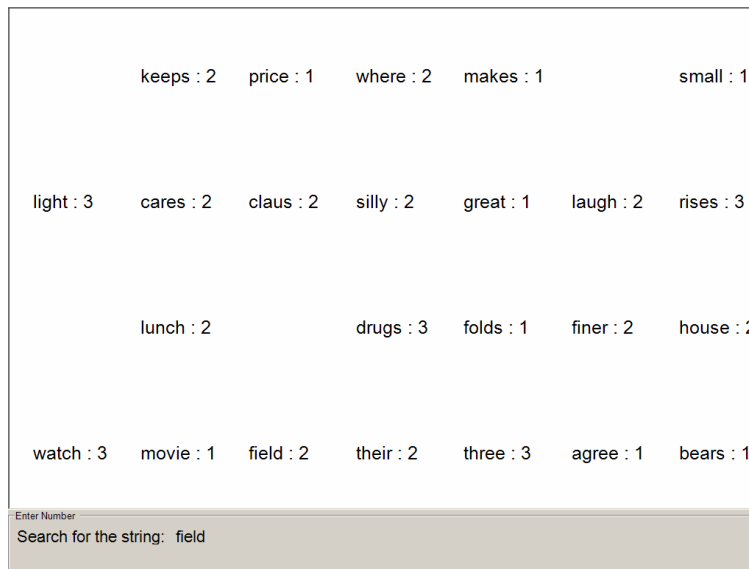 keeps : 2 price : 1 where : 2 makes : 1 small : 1
light : 3 cares : 2 claus : 2 silly : 2 great : 1 laugh : 2 rises : 3
lunch : 2 drugs : 3 folds : 1 finer : 2 house : 2
watch : 3 movie : 1 field : 2 their : 2 three : 3 agree : 1 bears : 1
Enter Number
Search for the string: field